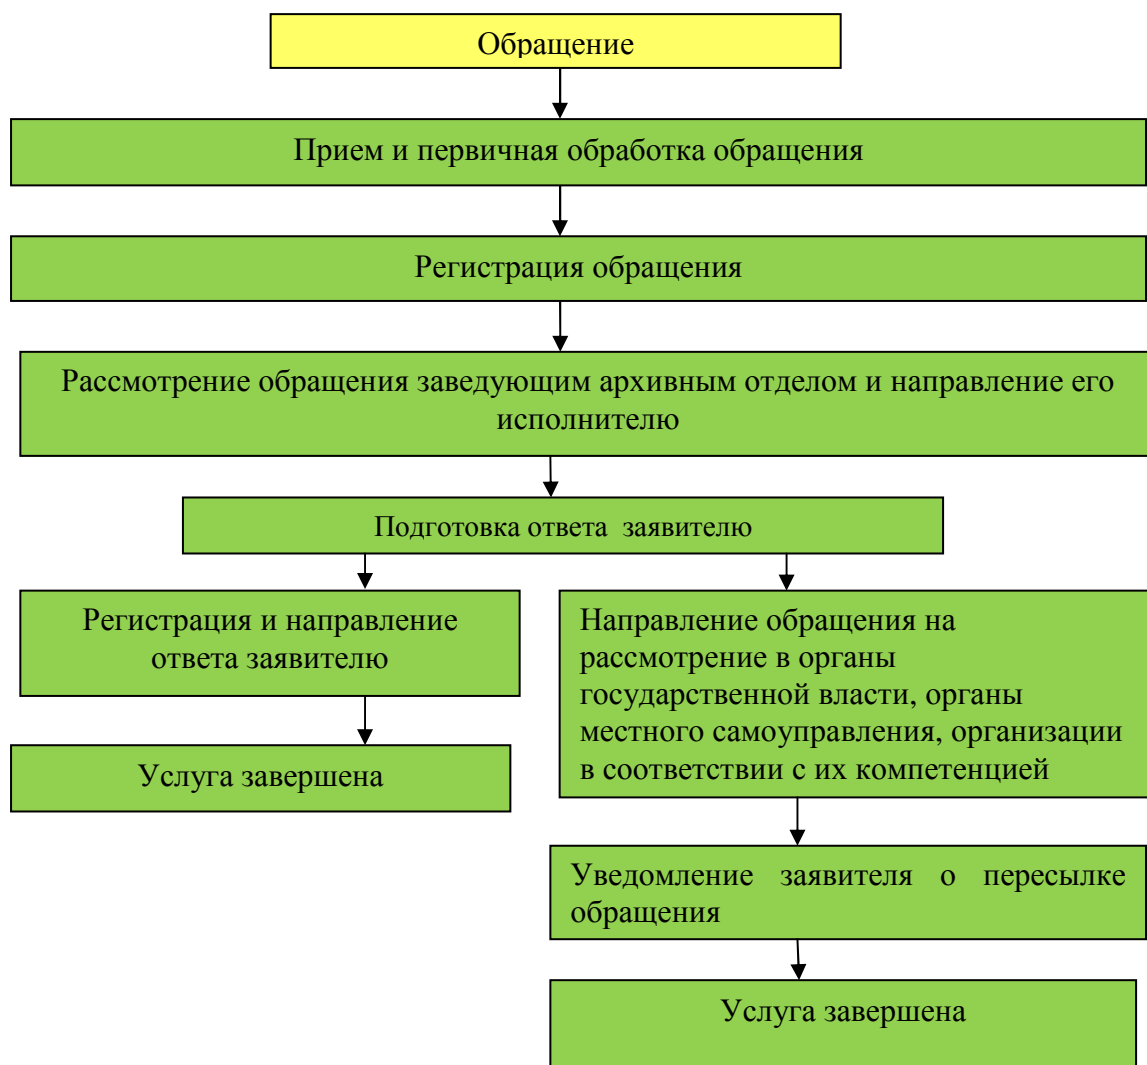 Обращение
Прием и первичная обработка обращения
Регистрация обращения
Рассмотрение обращения заведующим архивным отделом и направление его
исполнителю
Подготовка ответа заявителю
Регистрация и направление
ответа заявителю
Услуга завершена
Направление обращения на
рассмотрение в органы
государственной власти, органы
местного самоуправления, организации
в соответствии с их компетенцией
Уведомление заявителя о пересылке
обращения
Услуга завершена